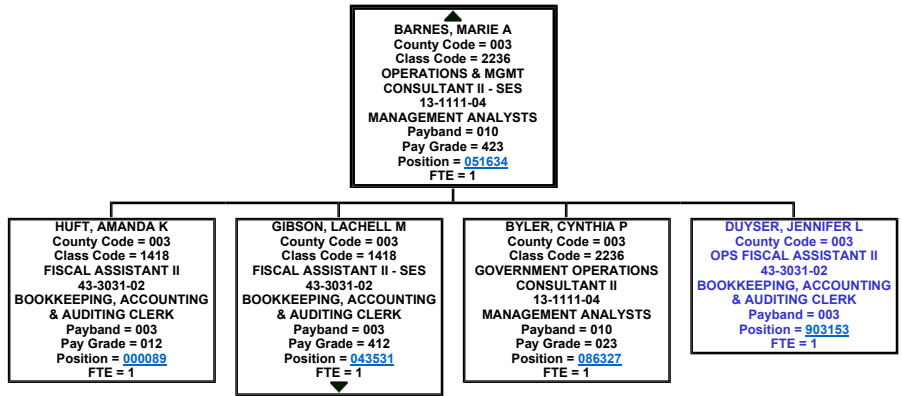 BARNES, MARIE A
County Code = 003
Class Code = 2236
OPERATIONS & MGMT
CONSULTANT II - SES
13-1111-04
MANAGEMENT ANALYSTS
Payband = 010
Pay Grade = 423
Position = 051634
FTE = 1
HUFT, AMANDA K
County Code = 003
Class Code = 1418
FISCAL ASSISTANT II
43-3031-02
BOOKKEEPING, ACCOUNTING
& AUDITING CLERK
Payband = 003
Pay Grade = 012
Position = 000089
FTE = 1
GIBSON, LACHELL M
County Code = 003
Class Code = 1418
FISCAL ASSISTANT II - SES
43-3031-02
BOOKKEEPING, ACCOUNTING
& AUDITING CLERK
Payband = 003
Pay Grade = 412
Position = 043531
FTE = 1
BYLER, CYNTHIA P
County Code = 003
Class Code = 2236
GOVERNMENT OPERATIONS
CONSULTANT II
13-1111-04
MANAGEMENT ANALYSTS
Payband = 010
Pay Grade = 023
Position = 086327
FTE = 1
DUYSER, JENNIFER L
County Code = 003
OPS FISCAL ASSISTANT II
43-3031-02
BOOKKEEPING, ACCOUNTING
& AUDITING CLERK
Payband = 003
Position = 903153
FTE = 1